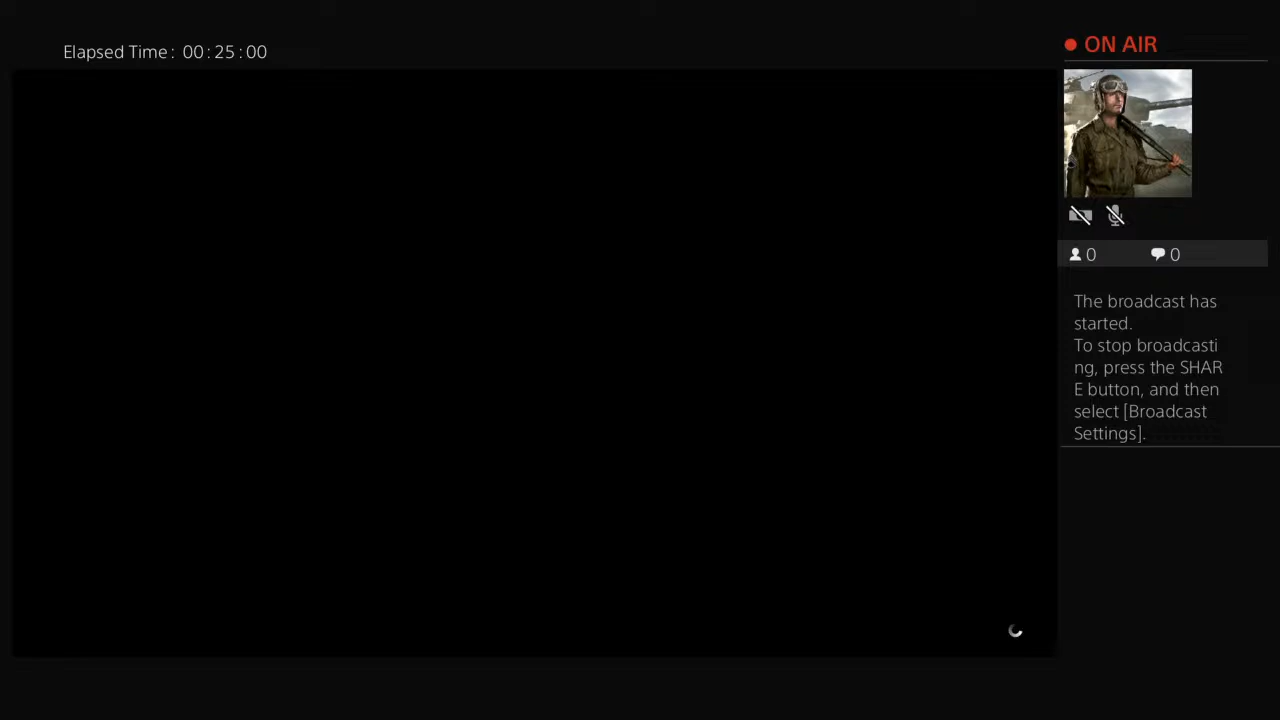 Elapsed Time: 00:25:00
ON AIR
0 0
The broadcast has
started.
To stop broadcasti
ng, press the SHAR
E button, and then
select [Broadcast
Settings].